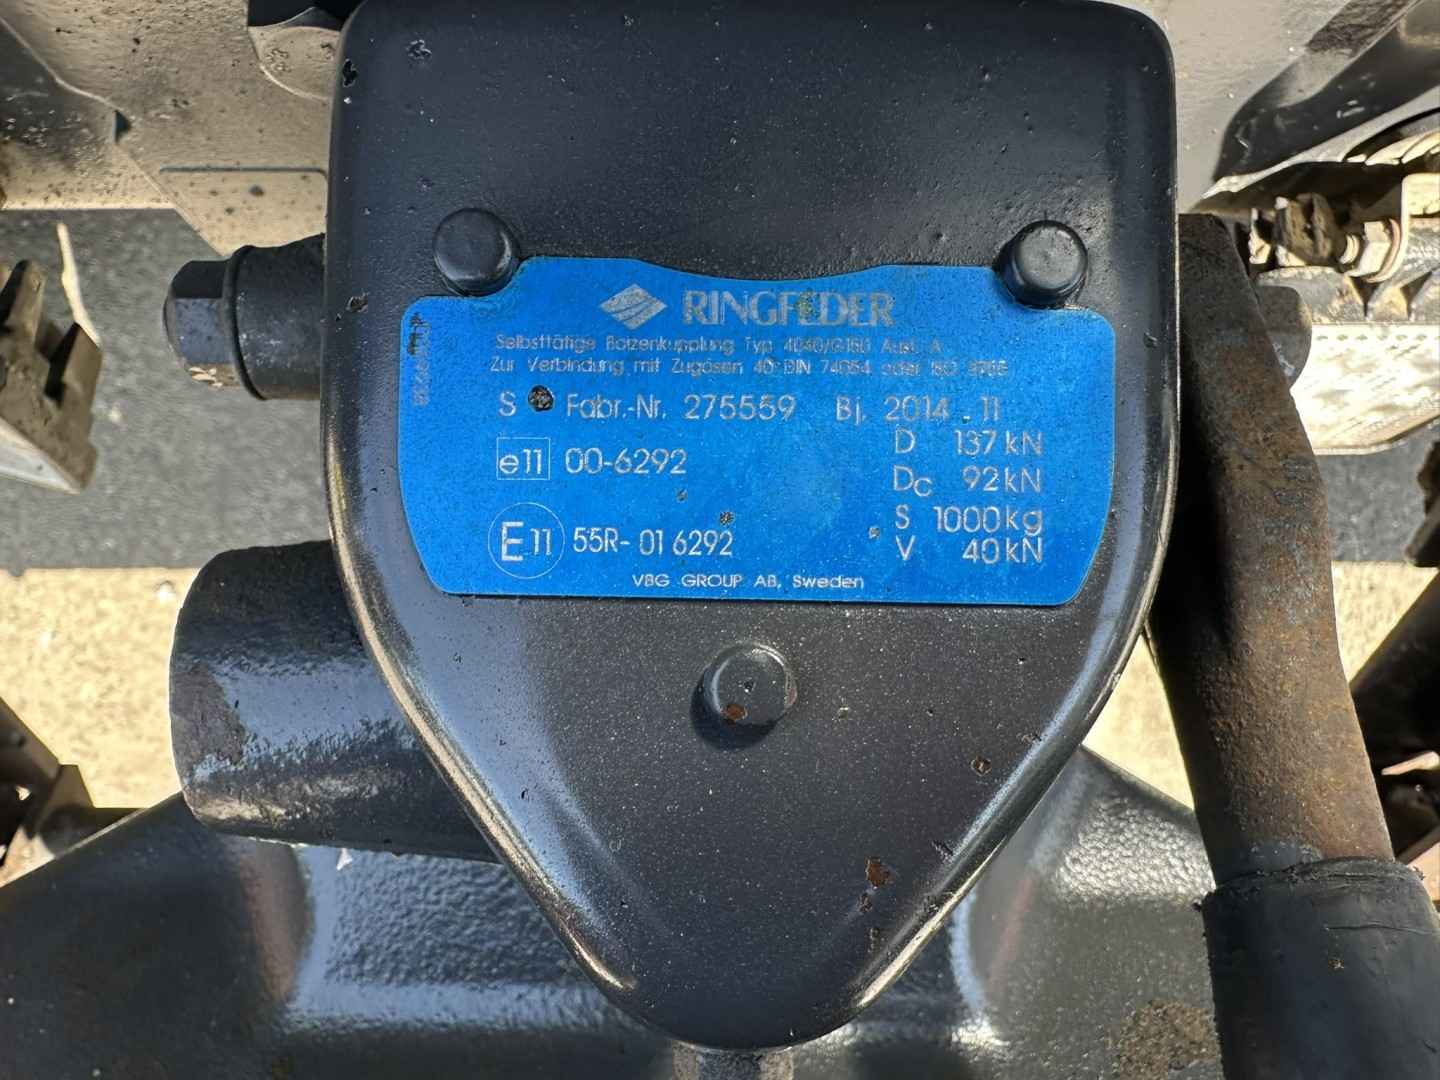 RINGFEDER
Selbsttätige Bolzenkupplung Typ 4040/G150 Ausf. A
Zur Verbindung mit Zugösen 40 DIN 74054 oder ISO 8755
S Fabr.-Nr. 275559 Bj. 2014 - 11
D 137 kN
e11 00-6292
Dc 92 kN
S 1000 kg
E11 55R- 01 6292
V 40 kN
VBG GROUP AB, Sweden